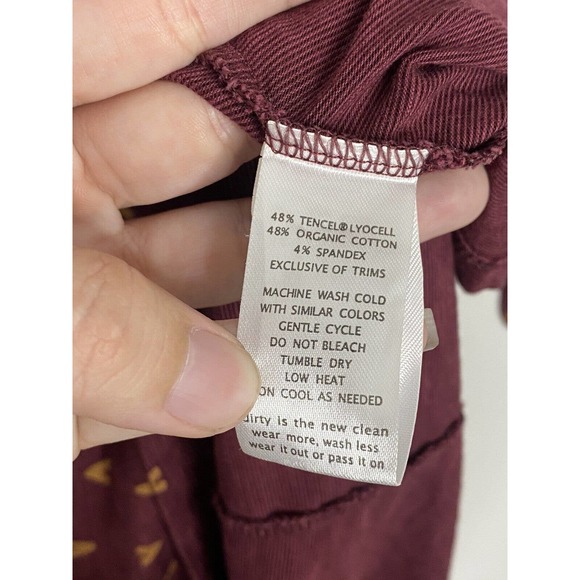 48% TENCEL® LYOCELL
48% ORGANIC COTTON
4% SPANDEX
EXCLUSIVE OF TRIMS
MACHINE WASH COLD
WITH SIMILAR COLORS
GENTLE CYCLE
DO NOT BLEACH
TUMBLE DRY
LOW HEAT
ON COOL AS NEEDED
dirty is the new clean
wear more, wash less
wear it out or pass it on